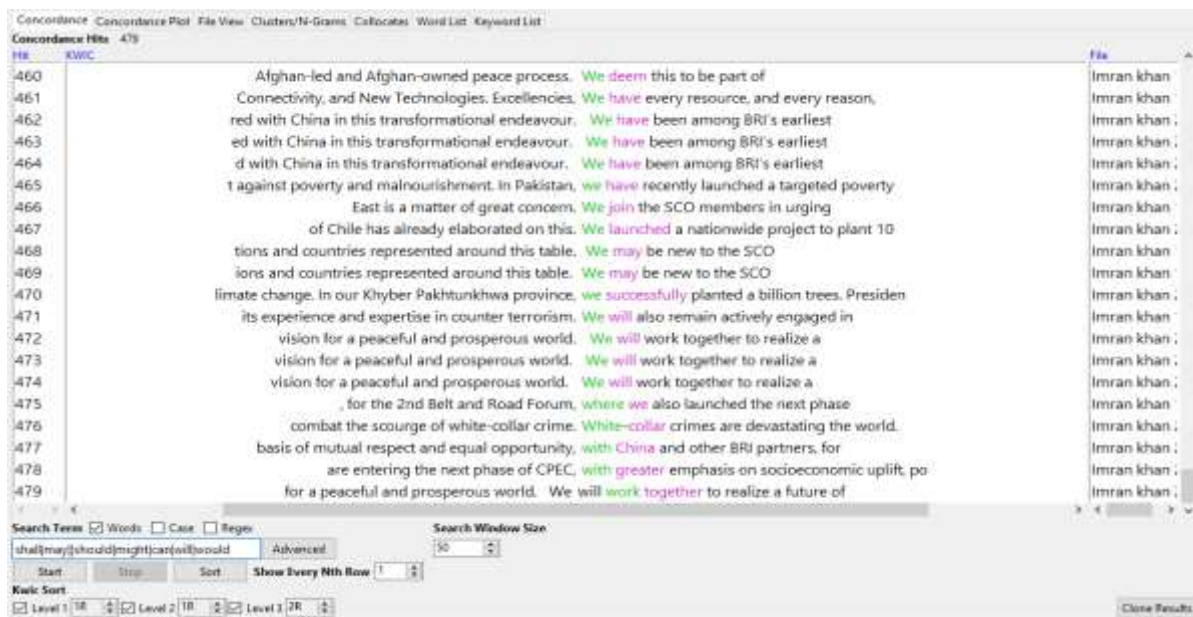 Concordance Concordance Plot File View Clusters/N-Grams Collocates Word List Keyword List
Concordance Hits 479
Hit KWIC File
460 Afghan-led and Afghan-owned peace process. We deem this to be part of Imran khan
461 Connectivity, and New Technologies. Excellencies, We have every resource, and every reason, Imran khan
462 red with China in this transformational endeavour. We have been among BRI's earliest Imran khan
463 ed with China in this transformational endeavour. We have been among BRI's earliest Imran khan
464 d with China in this transformational endeavour. We have been among BRI's earliest Imran khan
465 t against poverty and malnourishment. In Pakistan, we have recently launched a targeted poverty Imran khan
466 East is a matter of great concern. We join the SCO members in urging Imran khan
467 of Chile has already elaborated on this. We launched a nationwide project to plant 10 Imran khan
468 tions and countries represented around this table. We may be new to the SCO Imran khan
469 ions and countries represented around this table. We may be new to the SCO Imran khan
470 limate change. In our Khyber Pakhtunkhwa province, we successfully planted a billion trees. Presiden Imran khan
471 its experience and expertise in counter terrorism. We will also remain actively engaged in Imran khan
472 vision for a peaceful and prosperous world. We will work together to realize a Imran khan
473 vision for a peaceful and prosperous world. We will work together to realize a Imran khan
474 vision for a peaceful and prosperous world. We will work together to realize a Imran khan
475 , for the 2nd Belt and Road Forum, where we also launched the next phase Imran khan
476 combat the scourge of white-collar crime. White-collar crimes are devastating the world. Imran khan
477 basis of mutual respect and equal opportunity, with China and other BRI partners, for Imran khan
478 are entering the next phase of CPEC, with greater emphasis on socioeconomic uplift, po Imran khan
479 for a peaceful and prosperous world. We will work together to realize a future of Imran khan
Search Term Words Case Regex Search Window Size
shall|may|should|might|can|will|would Advanced 50
Start Stop Sort Show Every Nth Row 1
Kwic Sort
Level 1 Level 2 1R Level 3 2R Clone Results